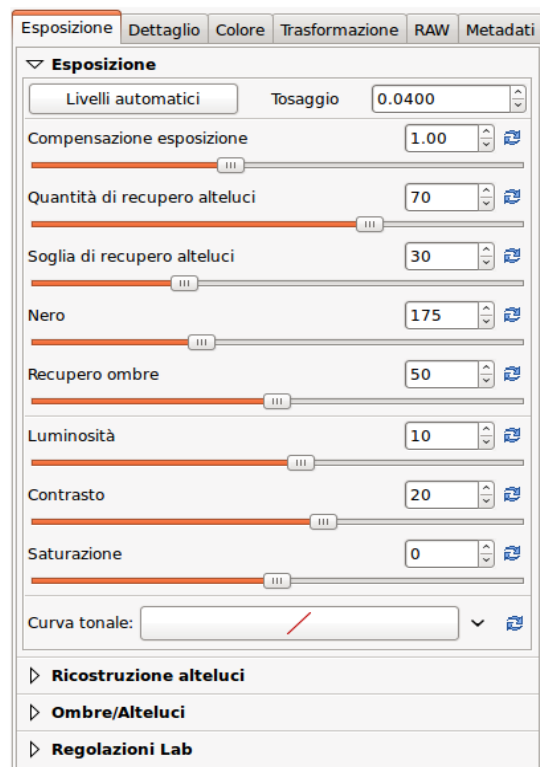 Esposizione Dettaglio Colore Trasformazione RAW Metadati
Esposizione
Livelli automatici Tosaggio 0.0400
Compensazione esposizione 1.00
Quantità di recupero alteluci 70
Soglia di recupero alteluci 30
Nero 175
Recupero ombre 50
Luminosità 10
Contrasto 20
Saturazione 0
Curva tonale:
Ricostruzione alteluci
Ombre/Alteluci
Regolazioni Lab